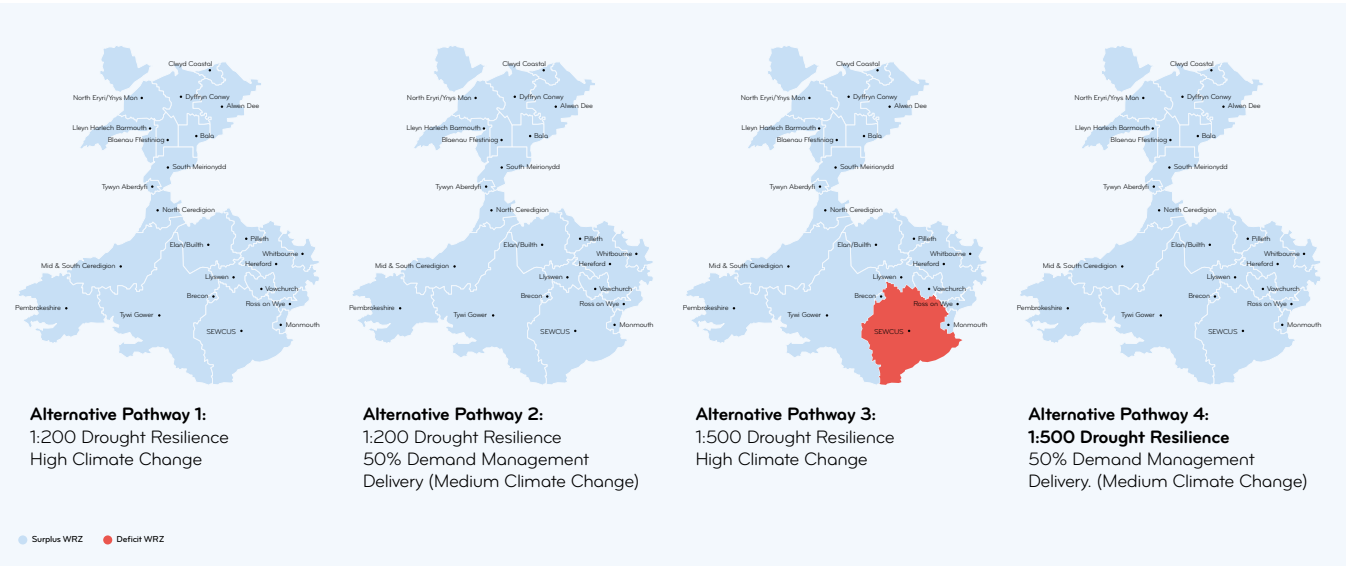 Clwyd Coastal
North Eryri/Ynys Mon
Dyffryn Conwy
Alwen Dee
Lleyn Harlech Barmouth
Blaenau Ffestiniog
Bala
South Meirionydd
Tywyn Aberdyfi
North Ceredigion
Pilleth
Elan/Builth
Whitbourne
Hereford
Mid & South Ceredigion
Llyswen
Vowchurch
Brecon
Ross on Wye
Pembrokeshire
Tywi Gower
Monmouth
SEWCUS
Alternative Pathway 1:
1:200 Drought Resilience
High Climate Change
Clwyd Coastal
North Eryri/Ynys Mon
Dyffryn Conwy
Alwen Dee
Lleyn Harlech Barmouth
Blaenau Ffestiniog
Bala
South Meirionydd
Tywyn Aberdyfi
North Ceredigion
Pilleth
Elan/Builth
Whitbourne
Hereford
Mid & South Ceredigion
Llyswen
Vowchurch
Brecon
Ross on Wye
Pembrokeshire
Tywi Gower
Monmouth
SEWCUS
Alternative Pathway 2:
1:200 Drought Resilience
50% Demand Management
Delivery (Medium Climate Change)
Clwyd Coastal
North Eryri/Ynys Mon
Dyffryn Conwy
Alwen Dee
Lleyn Harlech Barmouth
Blaenau Ffestiniog
Bala
South Meirionydd
Tywyn Aberdyfi
North Ceredigion
Pilleth
Elan/Builth
Whitbourne
Hereford
Mid & South Ceredigion
Llyswen
Vowchurch
Brecon
Ross on Wye
Pembrokeshire
Tywi Gower
Monmouth
SEWCUS
Alternative Pathway 3:
1:500 Drought Resilience
High Climate Change
Clwyd Coastal
North Eryri/Ynys Mon
Dyffryn Conwy
Alwen Dee
Lleyn Harlech Barmouth
Blaenau Ffestiniog
Bala
South Meirionydd
Tywyn Aberdyfi
North Ceredigion
Pilleth
Elan/Builth
Whitbourne
Hereford
Mid & South Ceredigion
Llyswen
Vowchurch
Brecon
Ross on Wye
Pembrokeshire
Tywi Gower
Monmouth
SEWCUS
Alternative Pathway 4:
1:500 Drought Resilience
50% Demand Management
Delivery. (Medium Climate Change)
Surplus WRZ
Deficit WRZ